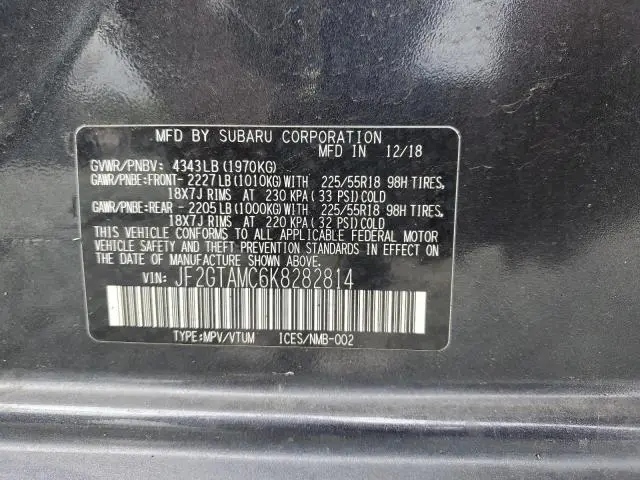 MFD BY SUBARU CORPORATION
MFD IN 12/18
GVWR/PNBV: 4343LB(1970KG)
GAWR/PNBE:FRONT-2227LB(1010KG)WITH 225/55R18 98H TIRES,
18X7J RIMS AT 230 KPA(33 PSI)COLD
GAWR/PNBE:REAR -2205LB(1000KG)WITH 225/55R18 98H TIRES,
18X7J RIMS AT 220 KPA(32 PSI)COLD
THIS VEHICLE CONFORMS TO ALL APPLICABLE FEDERAL MOTOR
VEHICLE SAFETY AND THEFT PREVENTION STANDARDS IN EFFECT ON
THE DATE OF MANUFACTURE SHOWN ABOVE.
VIN: JF2GTAMC6K8282814
TYPE:MPV/VTUM ICES/NMB-002